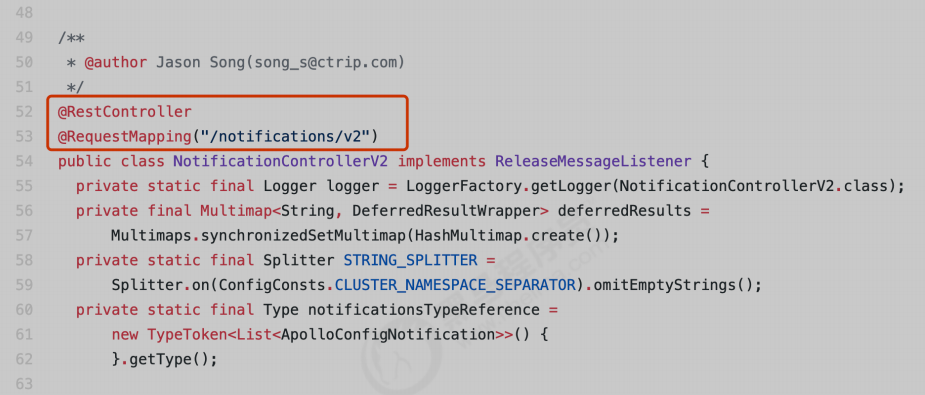 48
49 /**
50  * @author Jason Song(song_s@ctrip.com)
51  */
52 @RestController
53 @RequestMapping("/notifications/v2")
54 public class NotificationControllerV2 implements ReleaseMessageListener {
55   private static final Logger logger = LoggerFactory.getLogger(NotificationControllerV2.class);
56   private final Multimap<String, DeferredResultWrapper> deferredResults =
57       Multimaps.synchronizedSetMultimap(HashMultimap.create());
58   private static final Splitter STRING_SPLITTER =
59       Splitter.on(ConfigConsts.CLUSTER_NAMESPACE_SEPARATOR).omitEmptyStrings();
60   private static final Type notificationsTypeReference =
61       new TypeToken<List<ApolloConfigNotification>>() {
62       }.getType();
63